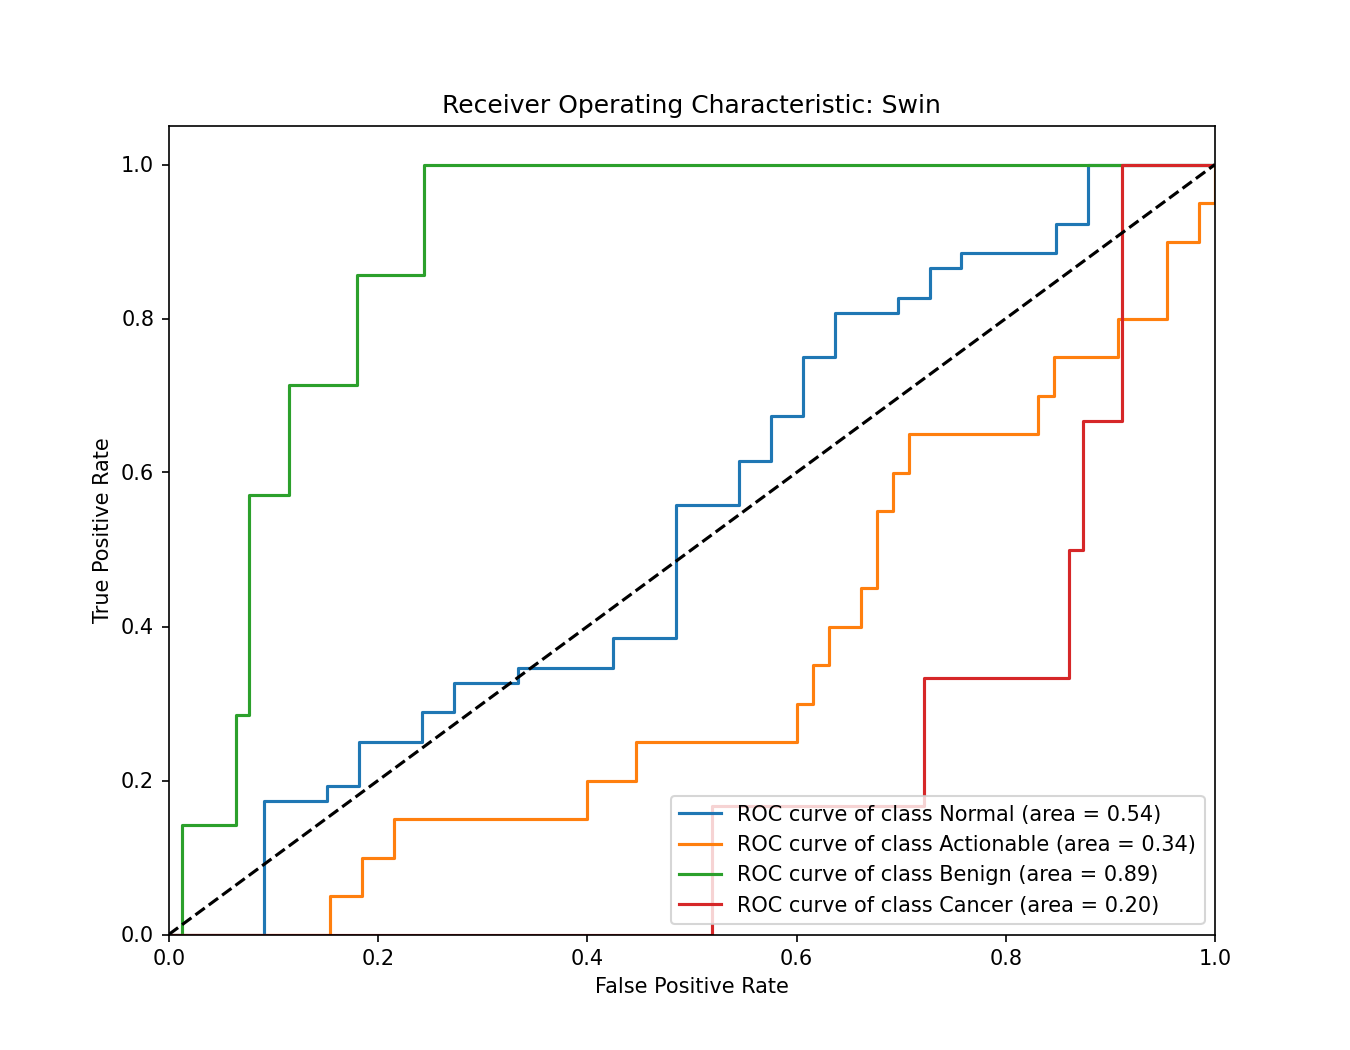 Receiver Operating Characteristic: Swin
True Positive Rate
1.0
0.8
0.6
0.4
0.2
0.0
ROC curve of class Normal (area = 0.54)
ROC curve of class Actionable (area = 0.34)
ROC curve of class Benign (area = 0.89)
ROC curve of class Cancer (area = 0.20)
0.0 0.2 0.4 0.6 0.8 1.0
False Positive Rate